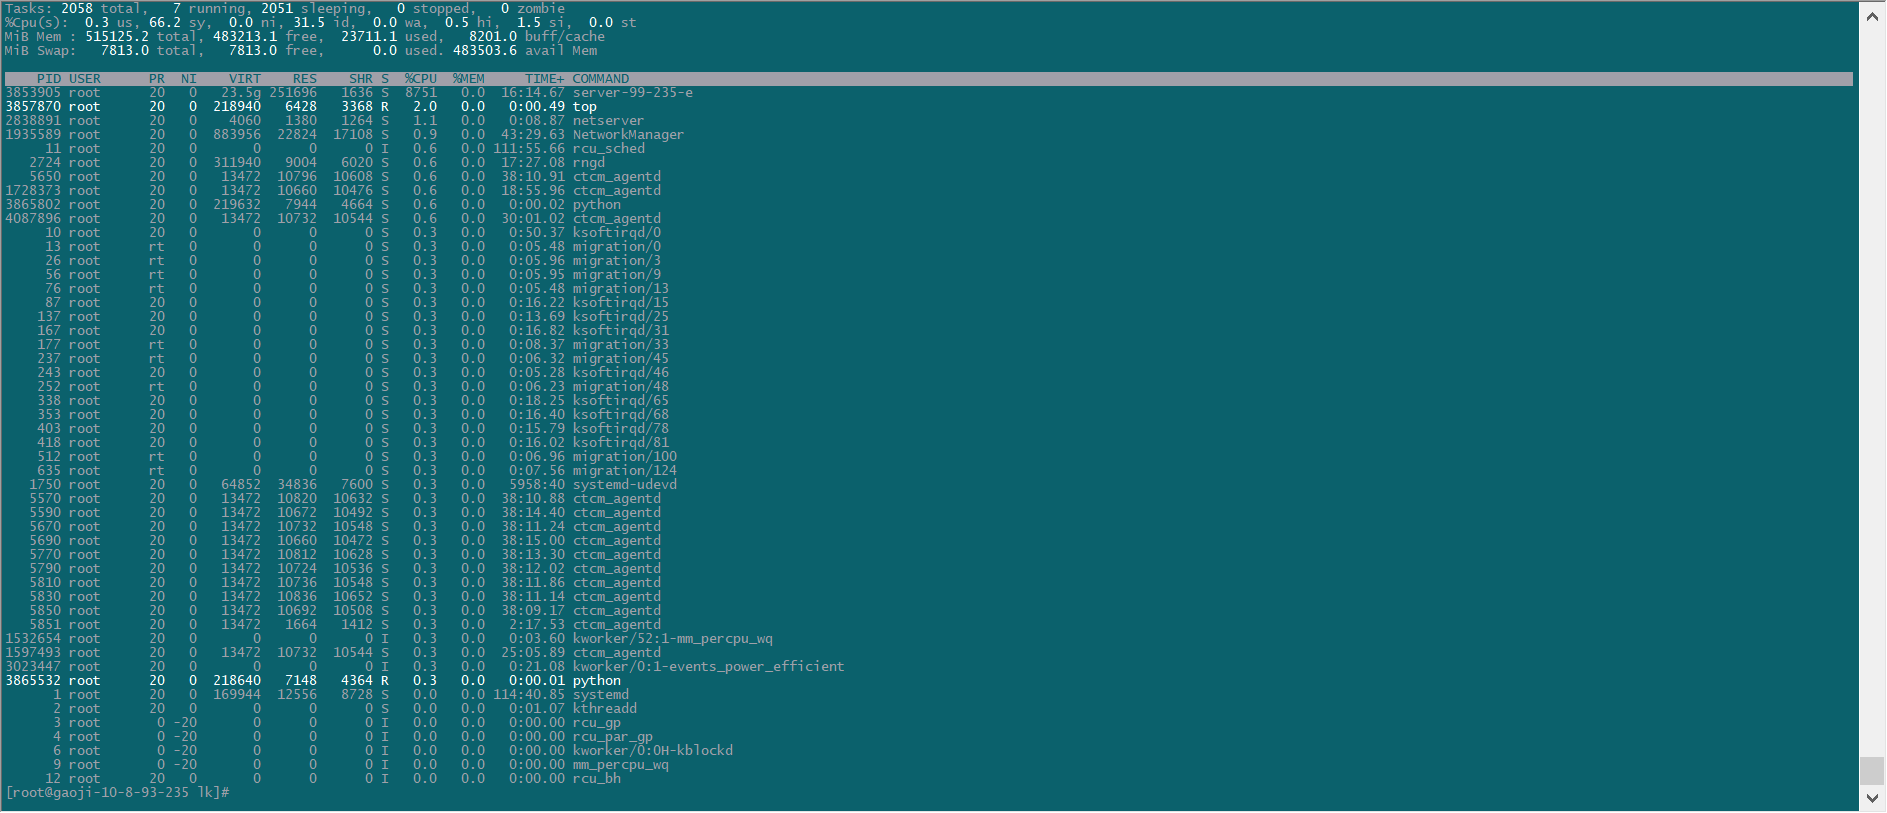 Tasks: 2058 total,   7 running, 2051 sleeping,   0 stopped,   0 zombie
%Cpu(s):  0.3 us, 66.2 sy,  0.0 ni, 31.5 id,  0.0 wa,  0.5 hi,  1.5 si,  0.0 st
MiB Mem : 515125.2 total, 483213.1 free,  23711.1 used,   8201.0 buff/cache
MiB Swap:   7813.0 total,   7813.0 free,      0.0 used. 483503.6 avail Mem
PID USER      PR  NI    VIRT    RES    SHR S  %CPU  %MEM     TIME+ COMMAND
3853905 root      20   0   23.5g 251696   1636 S  8751   0.0  16:14.67 server-99-235-e
3857870 root      20   0  218940   6428   3368 R   2.0   0.0   0:00.49 top
2838891 root      20   0    4060   1380   1264 S   1.1   0.0   0:08.87 netserver
1935589 root      20   0  883956  22824  17108 S   0.9   0.0  43:29.63 NetworkManager
11 root      20   0       0      0      0 I   0.6   0.0 111:55.66 rcu_sched
2724 root      20   0  311940   9004   6020 S   0.6   0.0  17:27.08 rngd
5650 root      20   0   13472  10796  10608 S   0.6   0.0  38:10.91 ctcm_agentd
1728373 root      20   0   13472  10660  10476 S   0.6   0.0  18:55.96 ctcm_agentd
3865802 root      20   0  219632   7944   4664 S   0.6   0.0   0:00.02 python
4087896 root      20   0   13472  10732  10544 S   0.6   0.0  30:01.02 ctcm_agentd
10 root      20   0       0      0      0 S   0.3   0.0   0:50.37 ksoftirqd/0
13 root      rt   0       0      0      0 S   0.3   0.0   0:05.48 migration/0
26 root      rt   0       0      0      0 S   0.3   0.0   0:05.96 migration/3
56 root      rt   0       0      0      0 S   0.3   0.0   0:05.95 migration/9
76 root      rt   0       0      0      0 S   0.3   0.0   0:05.48 migration/13
87 root      20   0       0      0      0 S   0.3   0.0   0:16.22 ksoftirqd/15
137 root      20   0       0      0      0 S   0.3   0.0   0:13.69 ksoftirqd/25
167 root      20   0       0      0      0 S   0.3   0.0   0:16.82 ksoftirqd/31
177 root      rt   0       0      0      0 S   0.3   0.0   0:08.37 migration/33
237 root      rt   0       0      0      0 S   0.3   0.0   0:06.32 migration/45
243 root      20   0       0      0      0 S   0.3   0.0   0:05.28 ksoftirqd/46
252 root      rt   0       0      0      0 S   0.3   0.0   0:06.23 migration/48
338 root      20   0       0      0      0 S   0.3   0.0   0:18.25 ksoftirqd/65
353 root      20   0       0      0      0 S   0.3   0.0   0:16.40 ksoftirqd/68
403 root      20   0       0      0      0 S   0.3   0.0   0:15.79 ksoftirqd/78
418 root      20   0       0      0      0 S   0.3   0.0   0:16.02 ksoftirqd/81
512 root      rt   0       0      0      0 S   0.3   0.0   0:06.96 migration/100
635 root      rt   0       0      0      0 S   0.3   0.0   0:07.56 migration/124
1750 root      20   0   64852  34836   7600 S   0.3   0.0   5958:40 systemd-udevd
5570 root      20   0   13472  10820  10632 S   0.3   0.0  38:10.88 ctcm_agentd
5590 root      20   0   13472  10672  10492 S   0.3   0.0  38:14.40 ctcm_agentd
5670 root      20   0   13472  10732  10548 S   0.3   0.0  38:11.24 ctcm_agentd
5690 root      20   0   13472  10660  10472 S   0.3   0.0  38:15.00 ctcm_agentd
5770 root      20   0   13472  10812  10628 S   0.3   0.0  38:13.30 ctcm_agentd
5790 root      20   0   13472  10724  10536 S   0.3   0.0  38:12.02 ctcm_agentd
5810 root      20   0   13472  10736  10548 S   0.3   0.0  38:11.86 ctcm_agentd
5830 root      20   0   13472  10836  10652 S   0.3   0.0  38:11.14 ctcm_agentd
5850 root      20   0   13472  10692  10508 S   0.3   0.0  38:09.17 ctcm_agentd
5851 root      20   0   13472   1664   1412 S   0.3   0.0   2:17.53 ctcm_agentd
1532654 root      20   0       0      0      0 I   0.3   0.0   0:03.60 kworker/52:1-mm_percpu_wq
1597493 root      20   0   13472  10732  10544 S   0.3   0.0  25:05.89 ctcm_agentd
3023447 root      20   0       0      0      0 I   0.3   0.0   0:21.08 kworker/0:1-events_power_efficient
3865532 root      20   0  218640   7148   4364 R   0.3   0.0   0:00.01 python
1 root      20   0  169944  12556   8728 S   0.0   0.0 114:40.85 systemd
2 root      20   0       0      0      0 S   0.0   0.0   0:01.07 kthreadd
3 root       0 -20       0      0      0 I   0.0   0.0   0:00.00 rcu_gp
4 root       0 -20       0      0      0 I   0.0   0.0   0:00.00 rcu_par_gp
6 root       0 -20       0      0      0 I   0.0   0.0   0:00.00 kworker/0:0H-kblockd
9 root       0 -20       0      0      0 I   0.0   0.0   0:00.00 mm_percpu_wq
12 root      20   0       0      0      0 I   0.0   0.0   0:00.00 rcu_bh
[root@gaoji-10-8-93-235 lk]#